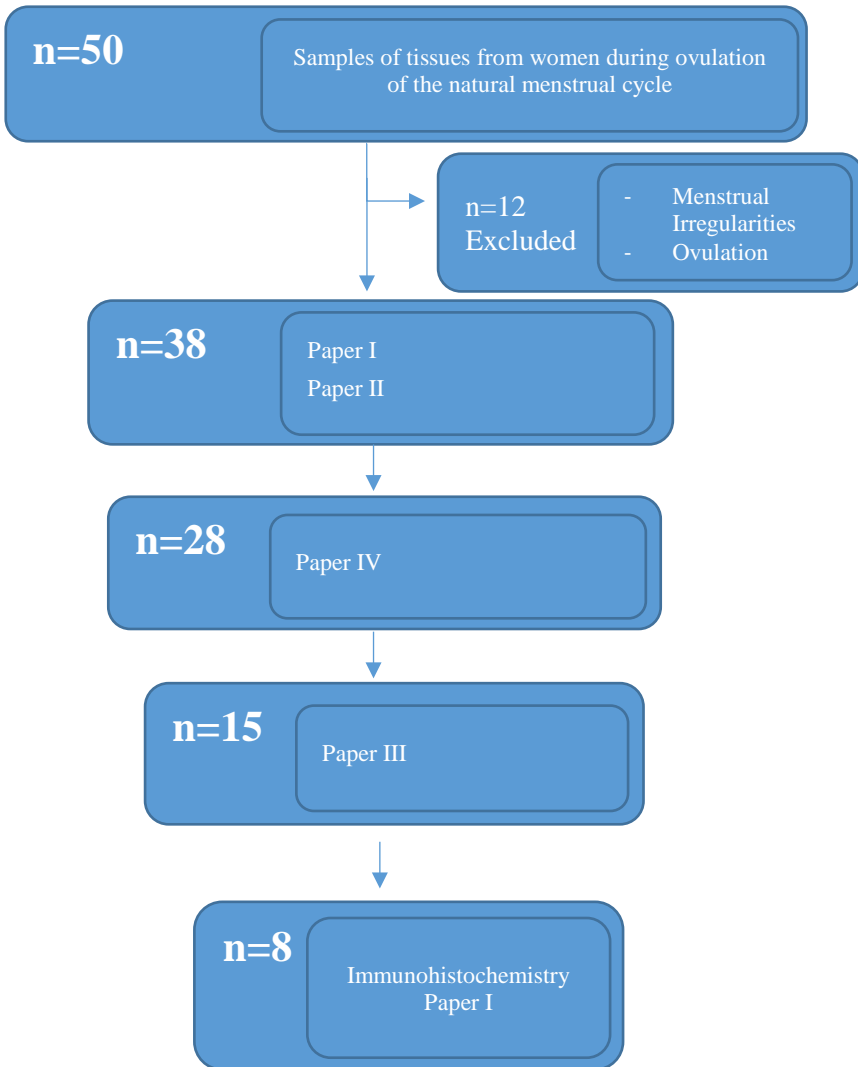 n=50
Samples of tissues from women during ovulation
of the natural menstrual cycle
n=12
Excluded
- Menstrual
Irregularities
- Ovulation
n=38
Paper I
Paper II
n=28
Paper IV
n=15
Paper III
n=8
Immunohistochemistry
Paper I